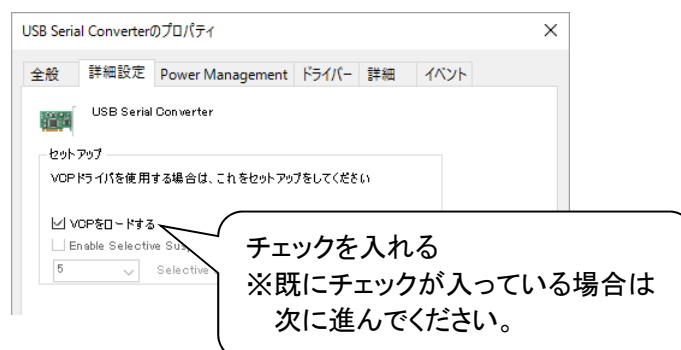 USB Serial Converterのプロパティ
全般 詳細設定 Power Management ドライバー 詳細 イベント
USB Serial Converter
セットアップ
VCPドライバを使用する場合は、これをセットアップをしてください
VCPをロードする
Enable Selective
5 Selective
チェックを入れる
※既にチェックが入っている場合は
次に進んでください。